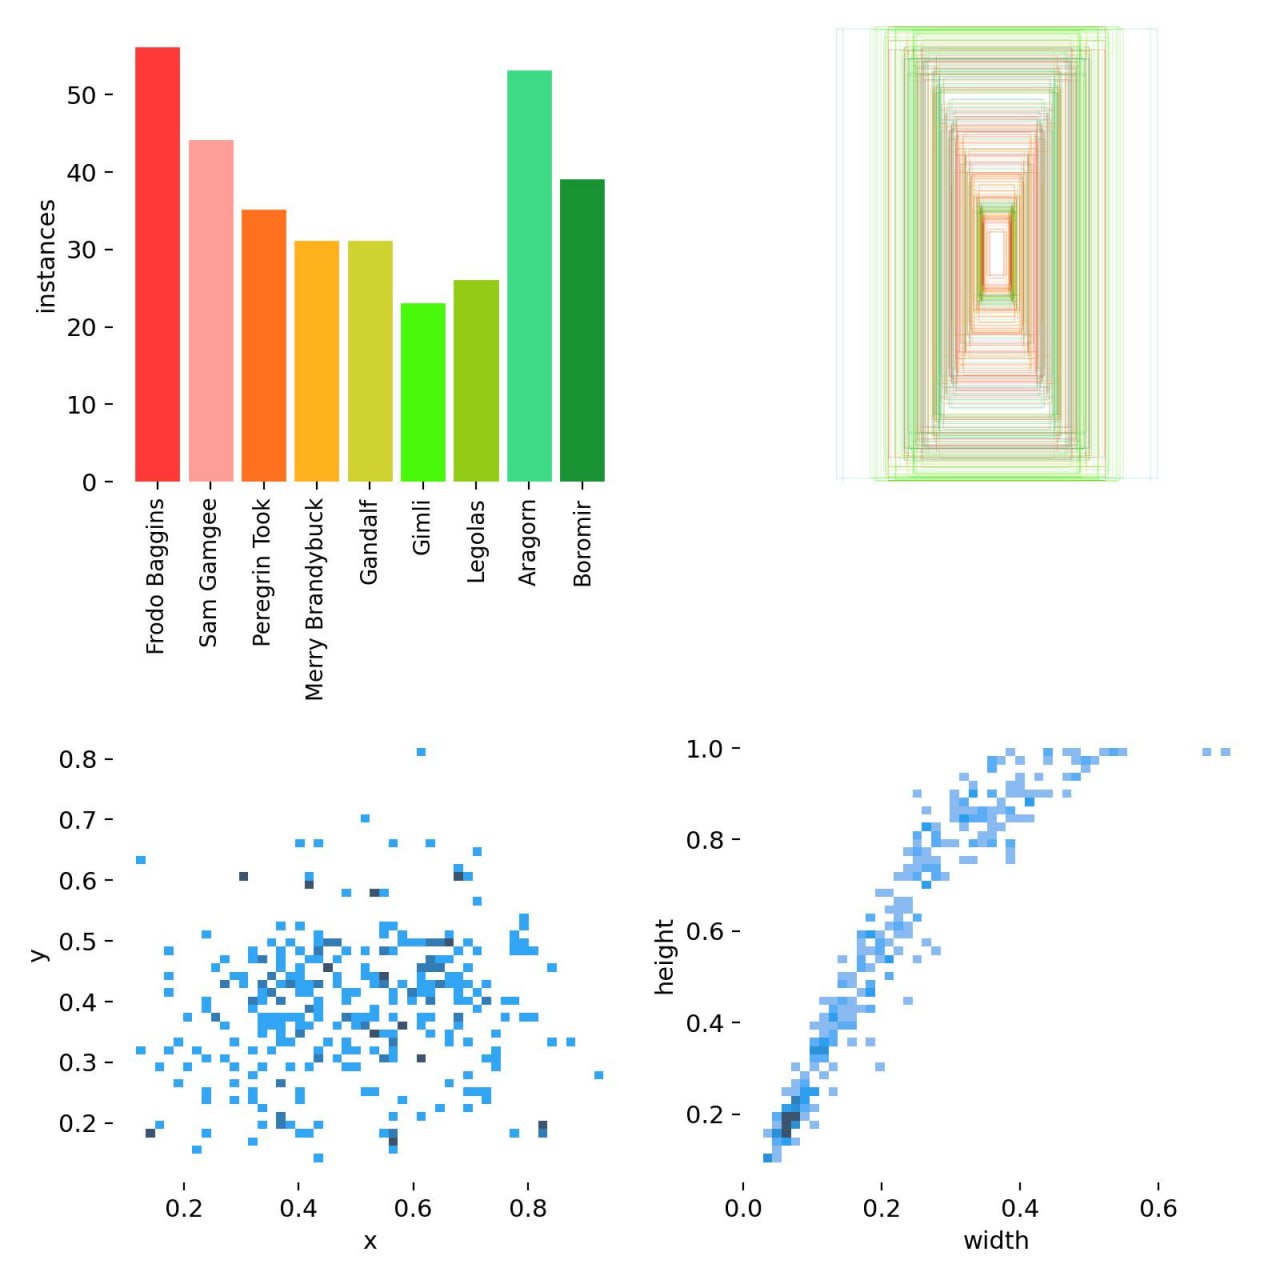 instances
50
40
30
20
10
0
Frodo Baggins
Sam Gamgee
Peregrin Took
Merry Brandybuck
Gandalf
Gimli
Legolas
Aragorn
Boromir
y
0.8
0.7
0.6
0.5
0.4
0.3
0.2
0.2 0.4 0.6 0.8
x
height
1.0
0.8
0.6
0.4
0.2
0.0 0.2 0.4 0.6
width